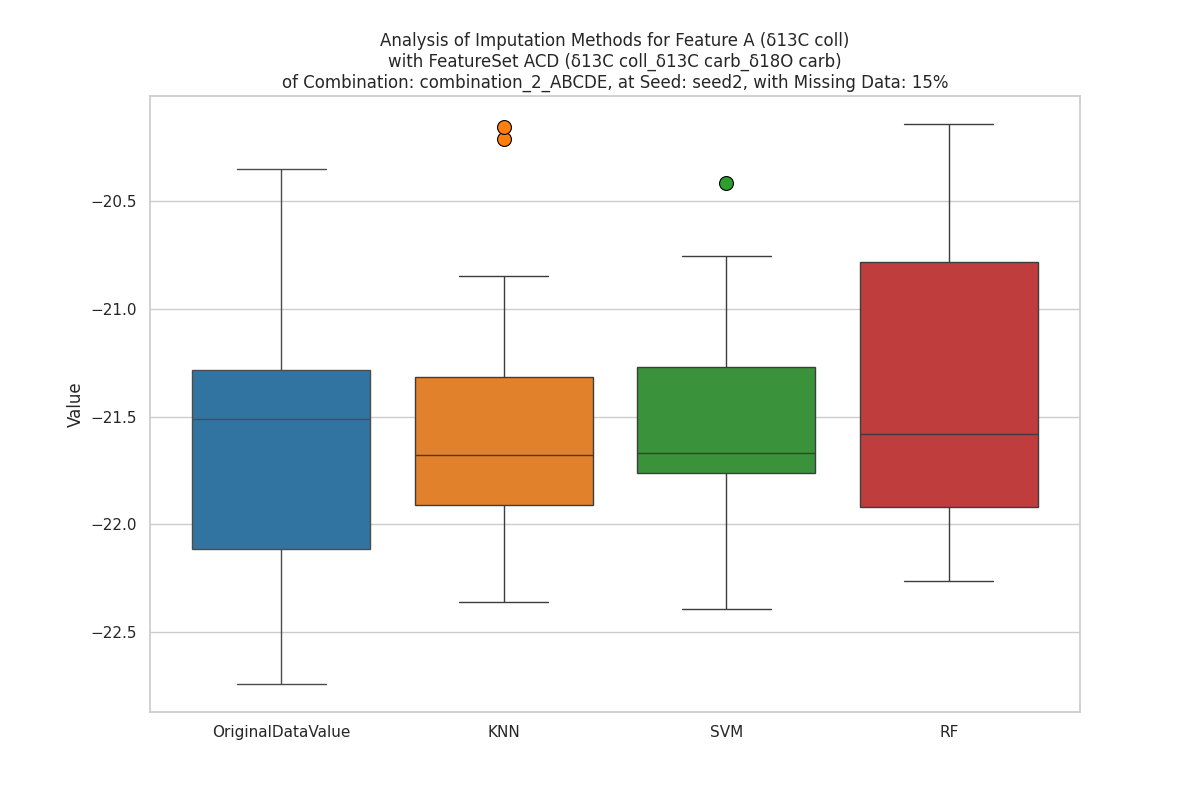 Analysis of Imputation Methods for Feature A (δ13C coll)
with FeatureSet ACD (δ13C coll_δ13C carb_δ18O carb)
of Combination: combination_2_ABCDE, at Seed: seed2, with Missing Data: 15%
Value
−20.5
−21.0
−21.5
−22.0
−22.5
OriginalDataValue
KNN
SVM
RF